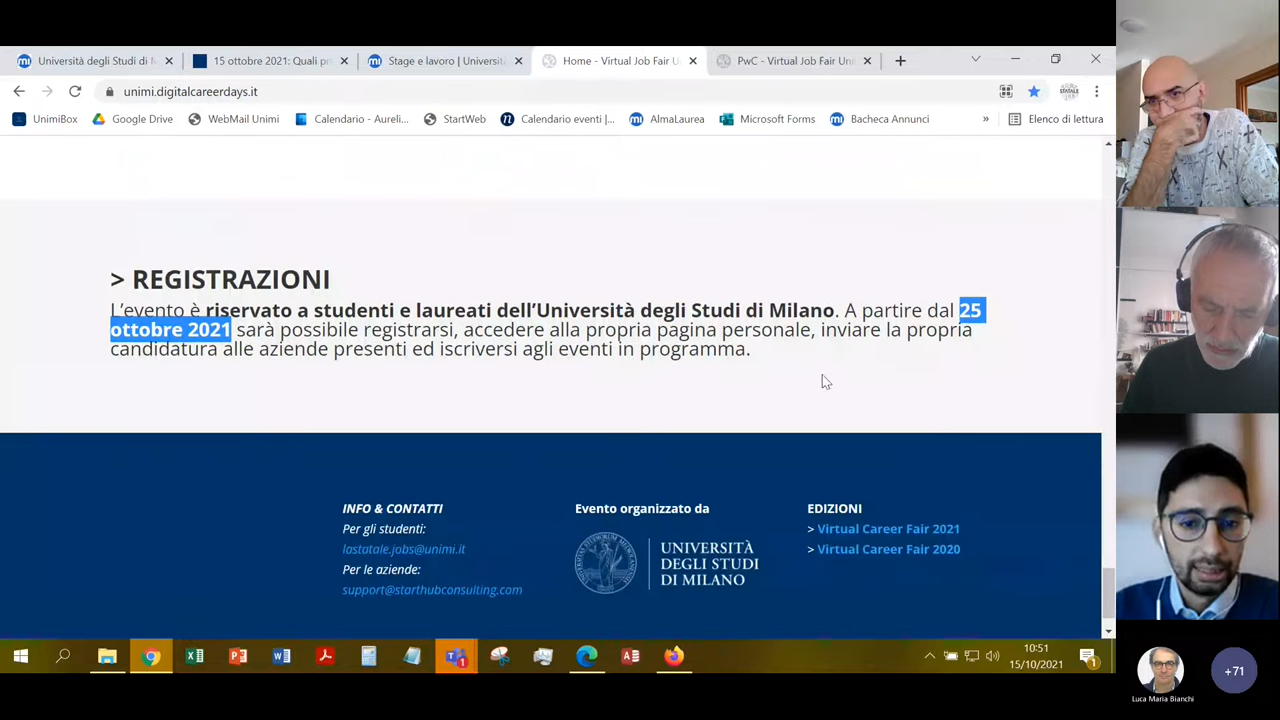 Università degli Studi di M
15 ottobre 2021: Quali pr
Stage e lavoro | Universit
Home - Virtual Job Fair U
PwC - Virtual Job Fair Uni
unimi.digitalcareerdays.it
UnimiBox
Google Drive
WebMail Unimi
Calendario - Aureli...
StartWeb
Calendario eventi |...
AlmaLaurea
Microsoft Forms
Bacheca Annunci
»
Elenco di lettura
> REGISTRAZIONI
L'evento è riservato a studenti e laureati dell'Università degli Studi di Milano. A partire dal 25
ottobre 2021 sarà possibile registrarsi, accedere alla propria pagina personale, inviare la propria
candidatura alle aziende presenti ed iscriversi agli eventi in programma.
INFO & CONTATTI
Per gli studenti:
lastatale.jobs@unimi.it
Per le aziende:
support@starthubconsulting.com
Evento organizzato da
UNIVERSITÀ
DEGLI STUDI
DI MILANO
EDIZIONI
> Virtual Career Fair 2021
> Virtual Career Fair 2020
10:51
15/10/2021
Luca Maria Bianchi
+71